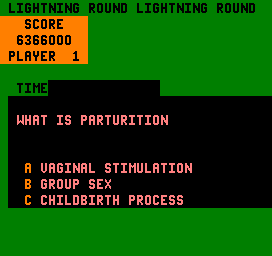 LIGHTNING ROUND LIGHTNING ROUND
SCORE
6366000
PLAYER 1
TIME
WHAT IS PARTURITION
A VAGINAL STIMULATION
B GROUP SEX
C CHILDBIRTH PROCESS